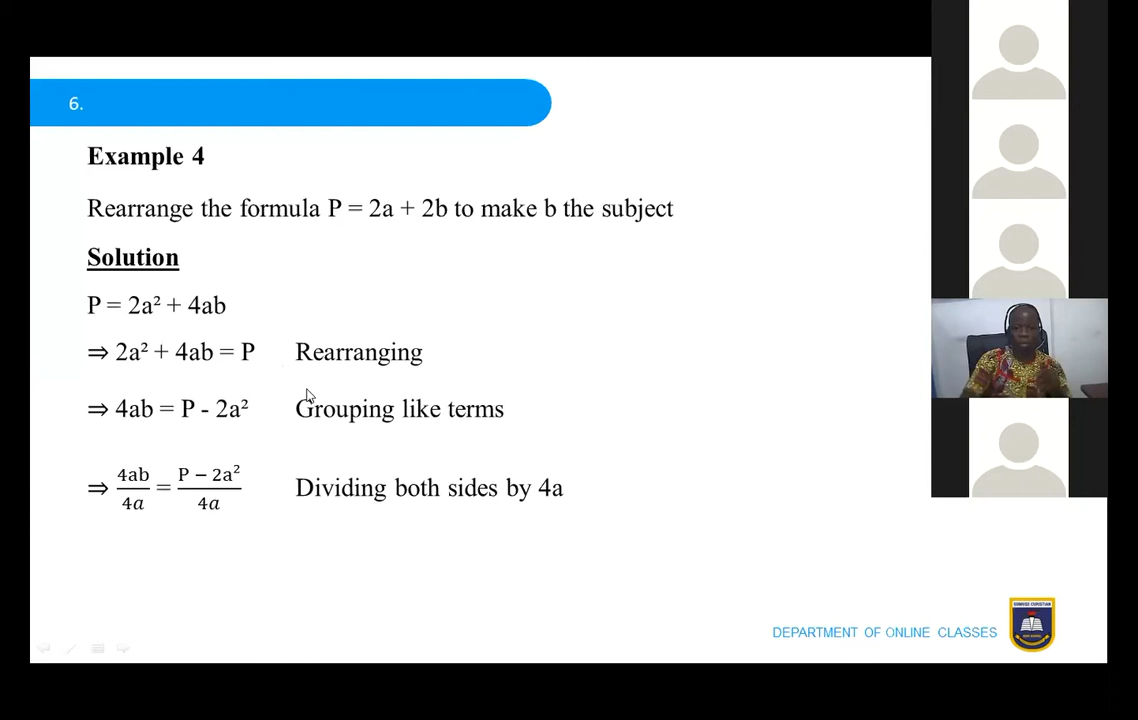 6.
Example 4
Rearrange the formula P = 2a + 2b to make b the subject
Solution
P = 2a² + 4ab
⇒ 2a² + 4ab = P Rearranging
⇒ 4ab = P - 2a² Grouping like terms
⇒ 4ab/4a = P − 2a²/4a Dividing both sides by 4a
DEPARTMENT OF ONLINE CLASSES